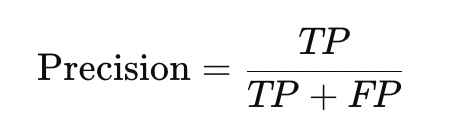 Precision = TP / TP + FP